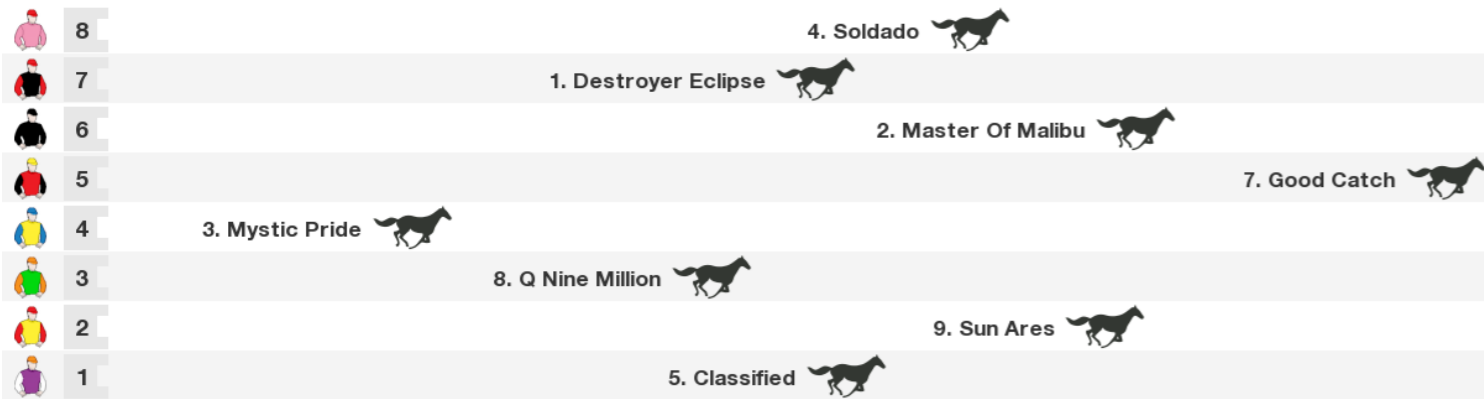 8 4. Soldado
7 1. Destroyer Eclipse
6 2. Master Of Malibu
5 7. Good Catch
4 3. Mystic Pride
3 8. Q Nine Million
2 9. Sun Ares
1 5. Classified